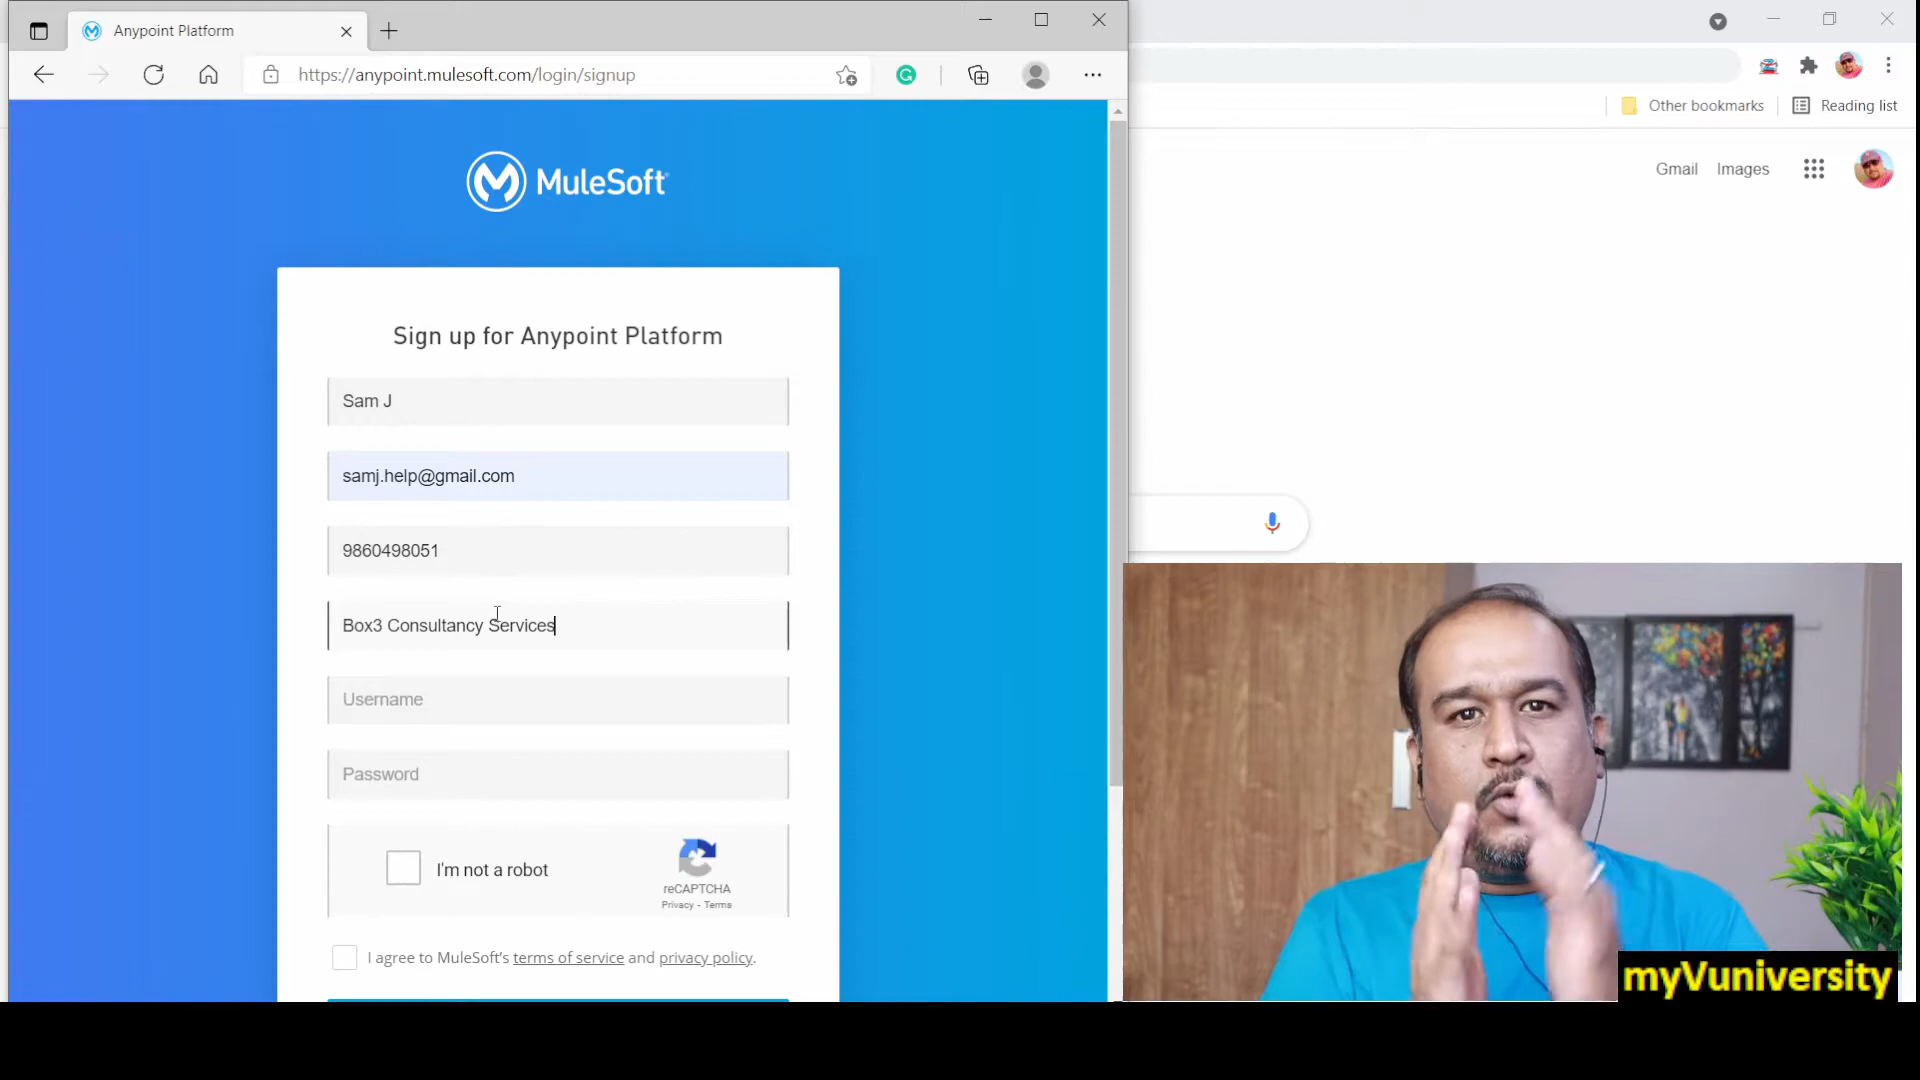 Anypoint Platform
https://anypoint.mulesoft.com/login/signup
Other bookmarks
Reading list
Gmail
Images
MuleSoft
Sign up for Anypoint Platform
Sam J
samj.help@gmail.com
9860498051
Box3 Consultancy Services
Username
Password
I'm not a robot
reCAPTCHA
Privacy - Terms
I agree to MuleSoft's terms of service and privacy policy.
myVuniversity